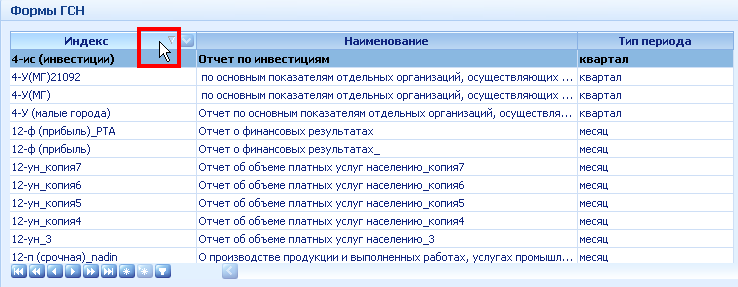 Формы ГСН
Индекс Наименование Тип периода
4-ис (инвестиции) Отчет по инвестициям квартал
4-У(МГ)21092 по основным показателям отдельных организаций, осуществляющих ... квартал
4-У(МГ) по основным показателям отдельных организаций, осуществляющих ... квартал
4-У (малые города) Отчет по основным показателям отдельных организаций, осуществля... квартал
12-ф (прибыль)_РТА Отчет о финансовых результатах месяц
12-ф (прибыль) Отчет о финансовых результатах_ месяц
12-ун_копия7 Отчет об объеме платных услуг населению_копия7 месяц
12-ун_копия6 Отчет об объеме платных услуг населению_копия6 месяц
12-ун_копия5 Отчет об объеме платных услуг населению_копия5 месяц
12-ун_копия4 Отчет об объеме платных услуг населению_копия4 месяц
12-ун_3 Отчет об объеме платных услуг населению_3 месяц
12-п (срочная)_nadin О производстве продукции и выполненных работах, услугах промышл... месяц